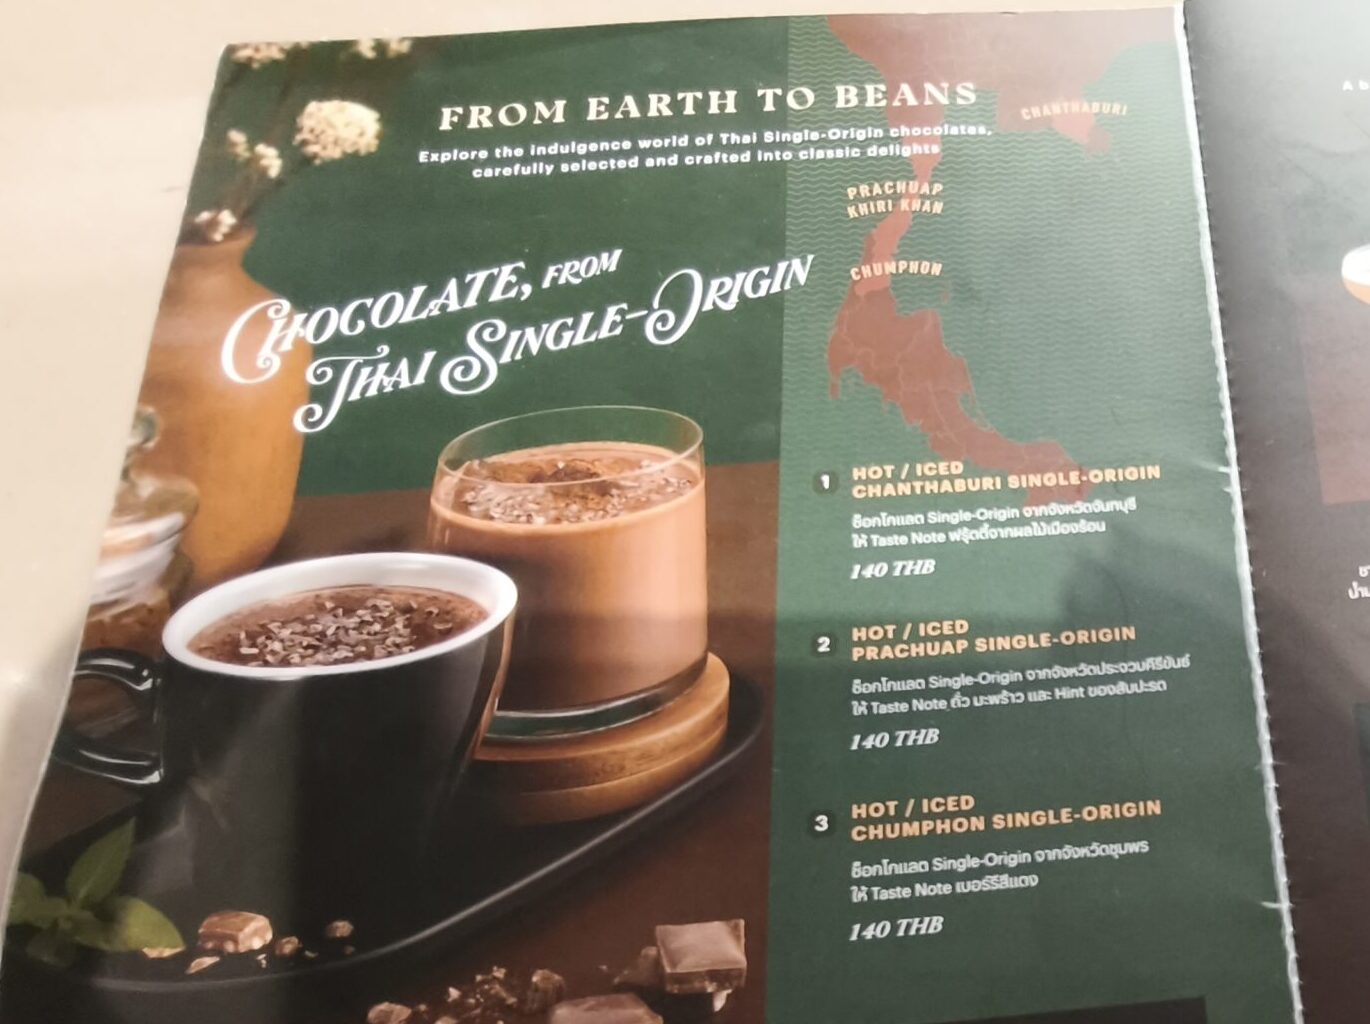 FROM EARTH TO BEANS
Explore the indulgence world of Thai Single-Origin chocolates,
carefully selected and crafted into classic delights
CHANTHABURI
PRACHUAP
KHIRI KHAN
CHUMPHON
CHOCOLATE, FROM
THAI SINGLE-ORIGIN
1 HOT / ICED
CHANTHABURI SINGLE-ORIGIN
ช็อกโกแลต Single-Origin จากจังหวัดจันทบุรี
ให้ Taste Note ฟรุ๊ตตี้จากผลไม้เมืองร้อน
140 THB
2 HOT / ICED
PRACHUAP SINGLE-ORIGIN
ช็อกโกแลต Single-Origin จากจังหวัดประจวบคีรีขันธ์
ให้ Taste Note ถั่ว มะพร้าว และ Hint ของสับปะรด
140 THB
3 HOT / ICED
CHUMPHON SINGLE-ORIGIN
ช็อกโกแลต Single-Origin จากจังหวัดชุมพร
ให้ Taste Note เบอร์รีสีแดง
140 THB